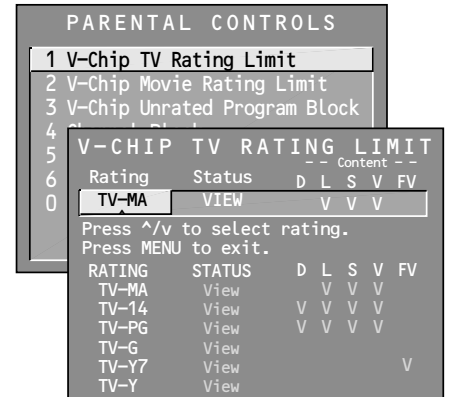 PARENTAL CONTROLS
1 V-Chip TV Rating Limit
2 V-Chip Movie Rating Limit
3 V-Chip Unrated Program Block
4
5
6
0
V-CHIP TV RATING LIMIT
-- Content --
Rating Status D L S V FV
TV-MA VIEW V V V
Press ^/v to select rating.
Press MENU to exit.
RATING STATUS D L S V FV
TV-MA View V V V
TV-14 View V V V V
TV-PG View V V V V
TV-G View
TV-Y7 View V
TV-Y View